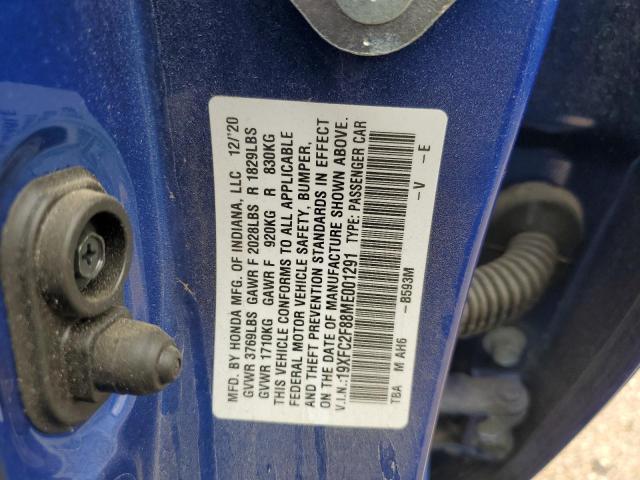 MFD. BY HONDA MFG. OF INDIANA, LLC 12/'20
GVWR 3769LBS GAWR F 2028LBS R 1829LBS
GVWR 1710KG GAWR F 920KG R 830KG
THIS VEHICLE CONFORMS TO ALL APPLICABLE
FEDERAL MOTOR VEHICLE SAFETY, BUMPER,
AND THEFT PREVENTION STANDARDS IN EFFECT
ON THE DATE OF MANUFACTURE SHOWN ABOVE.
V.I.N.:19XFC2F88ME001291 TYPE: PASSENGER CAR
TBA M AH6 -B593M -V -E